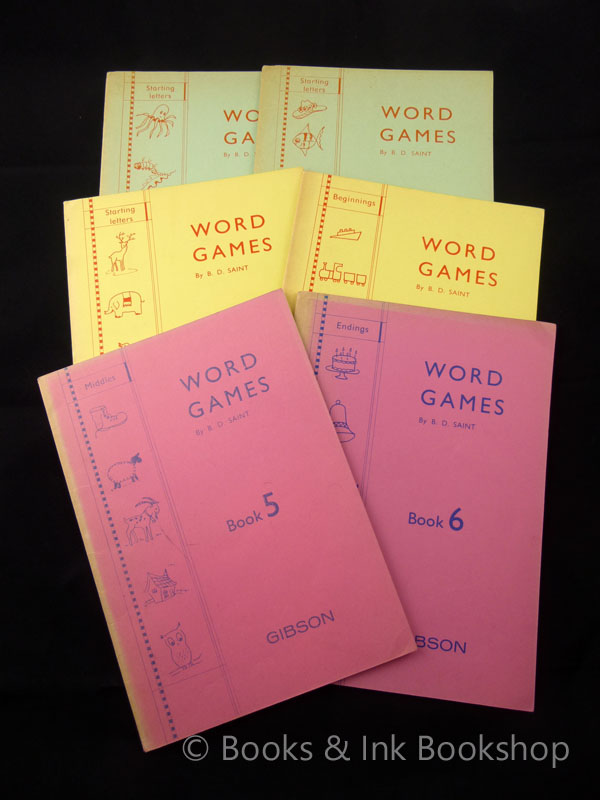 Starting
letters
WORD
GAMES
By B. D. SAINT
Starting
letters
WORD
GAMES
By B. D. SAINT
Starting
letters
WORD
GAMES
By B. D. SAINT
Beginnings
WORD
GAMES
By B. D. SAINT
Middles
WORD
GAMES
By B. D. SAINT
Book 5
GIBSON
Endings
WORD
GAMES
By B. D. SAINT
Book 6
GIBSON
© Books & Ink Bookshop